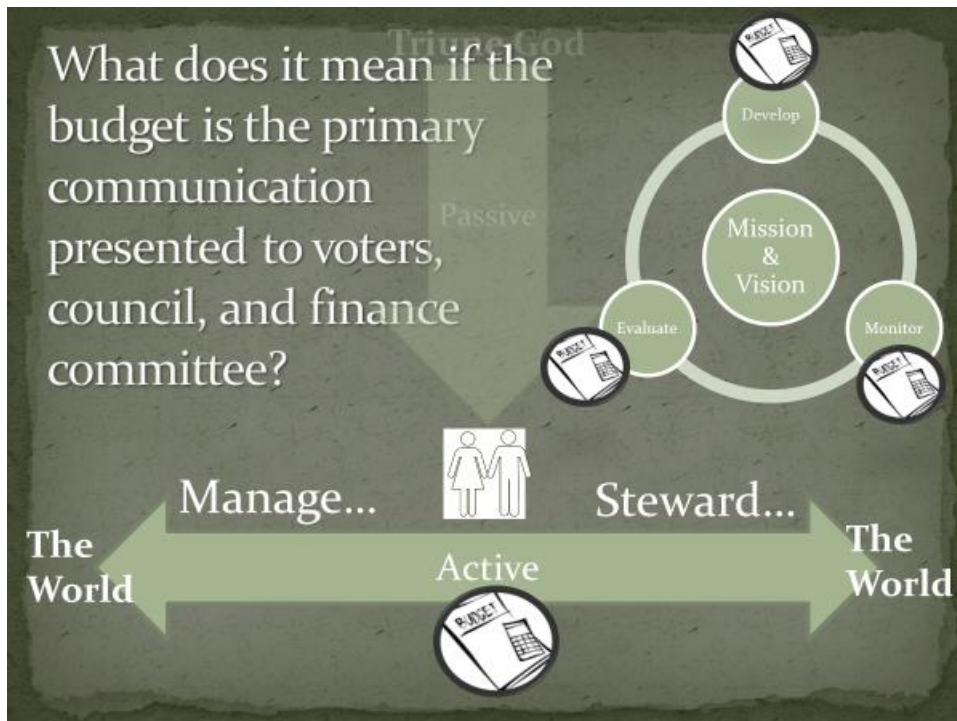 Triune God
What does it mean if the
budget is the primary
communication
presented to voters,
council, and finance
committee?
Passive
BUDGET
Develop
Mission
&
Vision
Evaluate
BUDGET
Monitor
BUDGET
Manage...
Steward...
The
World
Active
The
World
BUDGET